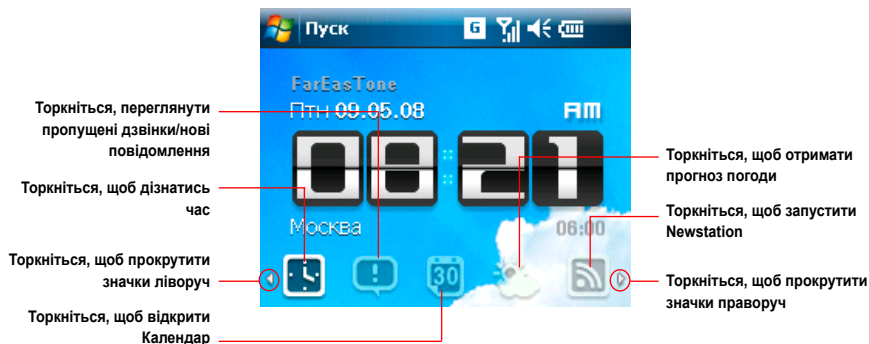 Пуск
G
FarEasTone
Птн 09.05.08
AM
08:21
Москва
06:00
30
Торкніться, переглянути
пропущені дзвінки/нові
повідомлення
Торкніться, щоб дізнатись
час
Торкніться, щоб прокрутити
значки ліворуч
Торкніться, щоб відкрити
Календар
Торкніться, щоб отримати
прогноз погоди
Торкніться, щоб запустити
Newstation
Торкніться, щоб прокрутити
значки праворуч